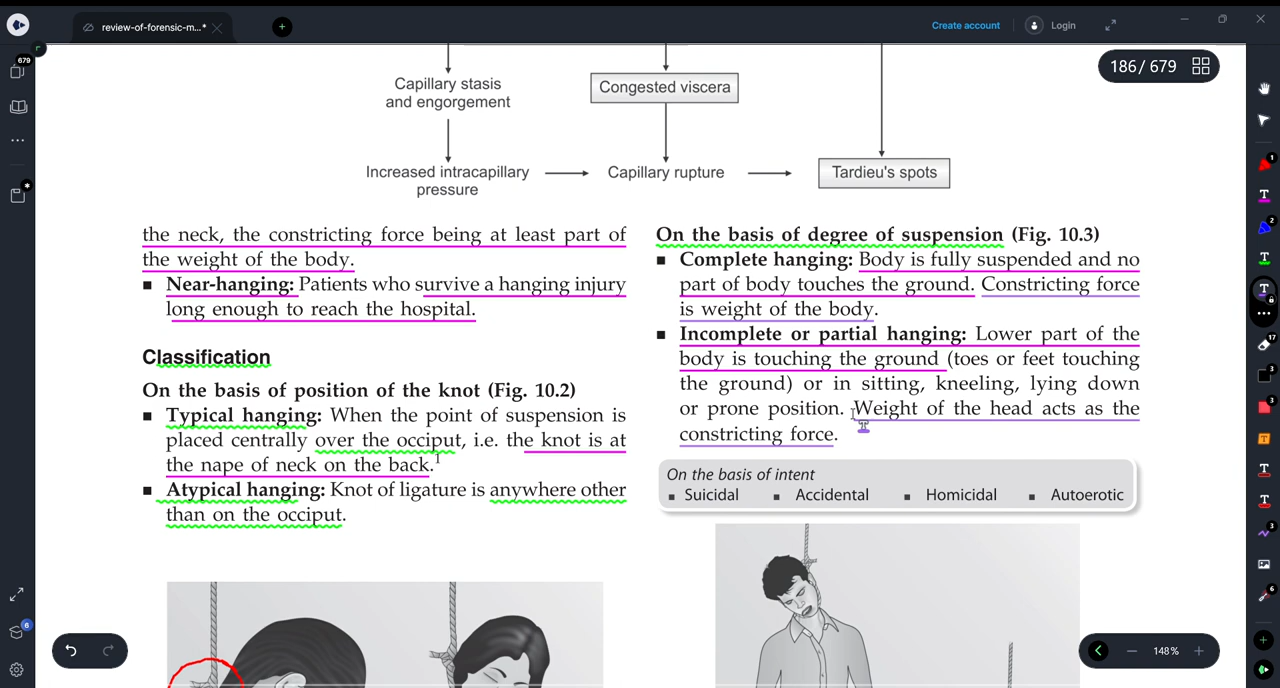 review-of-forensic-m...*
Create account
Login
679
186/ 679
Capillary stasis
and engorgement
Congested viscera
Increased intracapillary
pressure
Capillary rupture
Tardieu's spots
the neck, the constricting force being at least part of
the weight of the body.
■ Near-hanging: Patients who survive a hanging injury
long enough to reach the hospital.
Classification
On the basis of position of the knot (Fig. 10.2)
■ Typical hanging: When the point of suspension is
placed centrally over the occiput, i.e. the knot is at
the nape of neck on the back.1
■ Atypical hanging: Knot of ligature is anywhere other
than on the occiput.
On the basis of degree of suspension (Fig. 10.3)
■ Complete hanging: Body is fully suspended and no
part of body touches the ground. Constricting force
is weight of the body.
■ Incomplete or partial hanging: Lower part of the
body is touching the ground (toes or feet touching
the ground) or in sitting, kneeling, lying down
or prone position. Weight of the head acts as the
constricting force.
On the basis of intent
■ Suicidal ■ Accidental ■ Homicidal ■ Autoerotic
6
148%
1
T
2
T
T
17
3
3
T
T
T
3
6